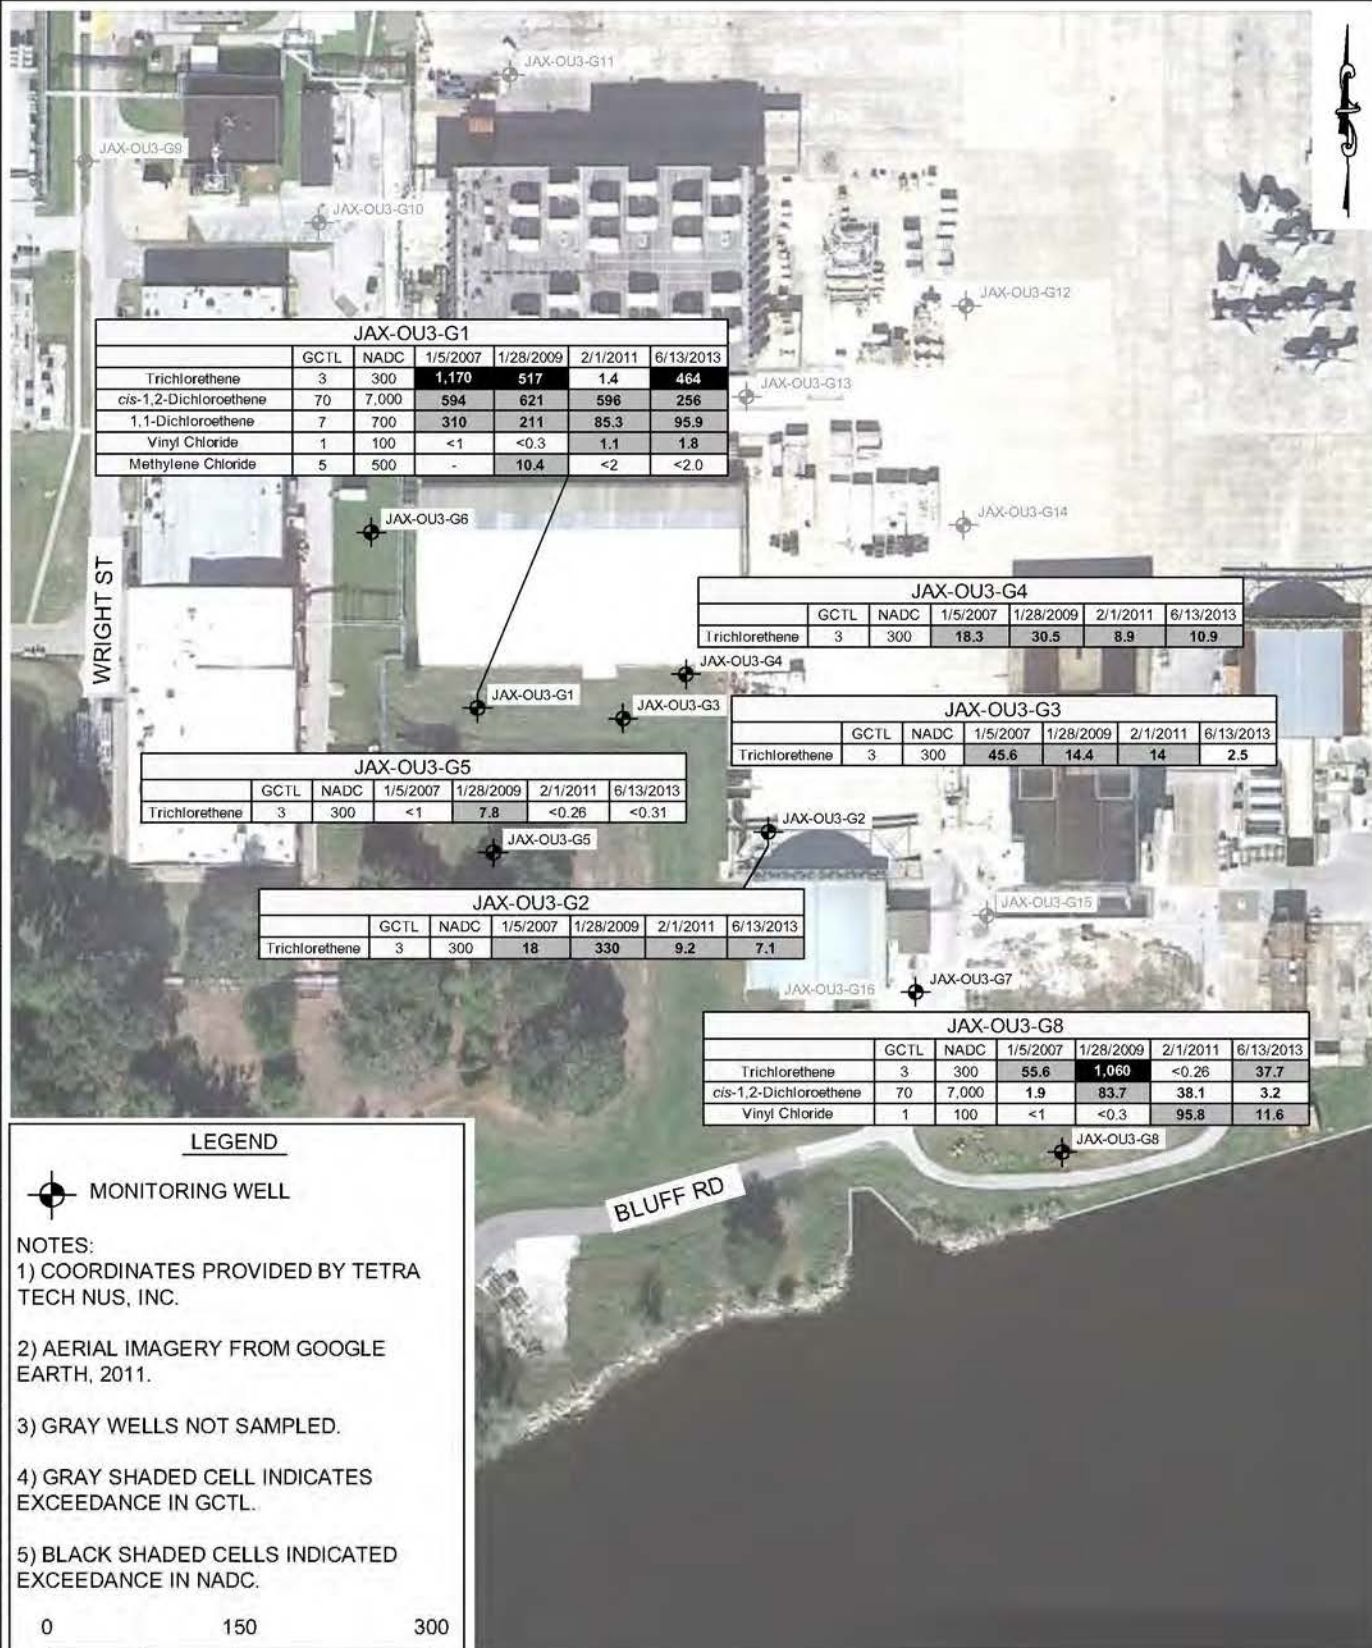 JAX-OU3-G11
JAX-OU3-G9
JAX-OU3-G10
JAX-OU3-G12
JAX-OU3-G1
GCTL NADC 1/5/2007 1/28/2009 2/1/2011 6/13/2013
Trichlorethene 3 300 1,170 517 1.4 464
cis-1,2-Dichloroethene 70 7,000 594 621 596 256
1,1-Dichloroethene 7 700 310 211 85.3 95.9
Vinyl Chloride 1 100 <1 <0.3 1.1 1.8
Methylene Chloride 5 500 - 10.4 <2 <2.0
JAX-OU3-G13
JAX-OU3-G6
JAX-OU3-G14
WRIGHT ST
JAX-OU3-G4
GCTL NADC 1/5/2007 1/28/2009 2/1/2011 6/13/2013
Trichlorethene 3 300 18.3 30.5 8.9 10.9
JAX-OU3-G4
JAX-OU3-G1
JAX-OU3-G3
JAX-OU3-G3
GCTL NADC 1/5/2007 1/28/2009 2/1/2011 6/13/2013
Trichlorethene 3 300 45.6 14.4 14 2.5
JAX-OU3-G5
GCTL NADC 1/5/2007 1/28/2009 2/1/2011 6/13/2013
Trichlorethene 3 300 <1 7.8 <0.26 <0.31
JAX-OU3-G2
JAX-OU3-G5
JAX-OU3-G2
GCTL NADC 1/5/2007 1/28/2009 2/1/2011 6/13/2013
Trichlorethene 3 300 18 330 9.2 7.1
JAX-OU3-G15
JAX-OU3-G16
JAX-OU3-G7
JAX-OU3-G8
GCTL NADC 1/5/2007 1/28/2009 2/1/2011 6/13/2013
Trichlorethene 3 300 55.6 1,060 <0.26 37.7
cis-1,2-Dichloroethene 70 7,000 1.9 83.7 38.1 3.2
Vinyl Chloride 1 100 <1 <0.3 95.8 11.6
JAX-OU3-G8
BLUFF RD
LEGEND
MONITORING WELL
NOTES:
1) COORDINATES PROVIDED BY TETRA
TECH NUS, INC.
2) AERIAL IMAGERY FROM GOOGLE
EARTH, 2011.
3) GRAY WELLS NOT SAMPLED.
4) GRAY SHADED CELL INDICATES
EXCEEDANCE IN GCTL.
5) BLACK SHADED CELLS INDICATED
EXCEEDANCE IN NADC.
0 150 300